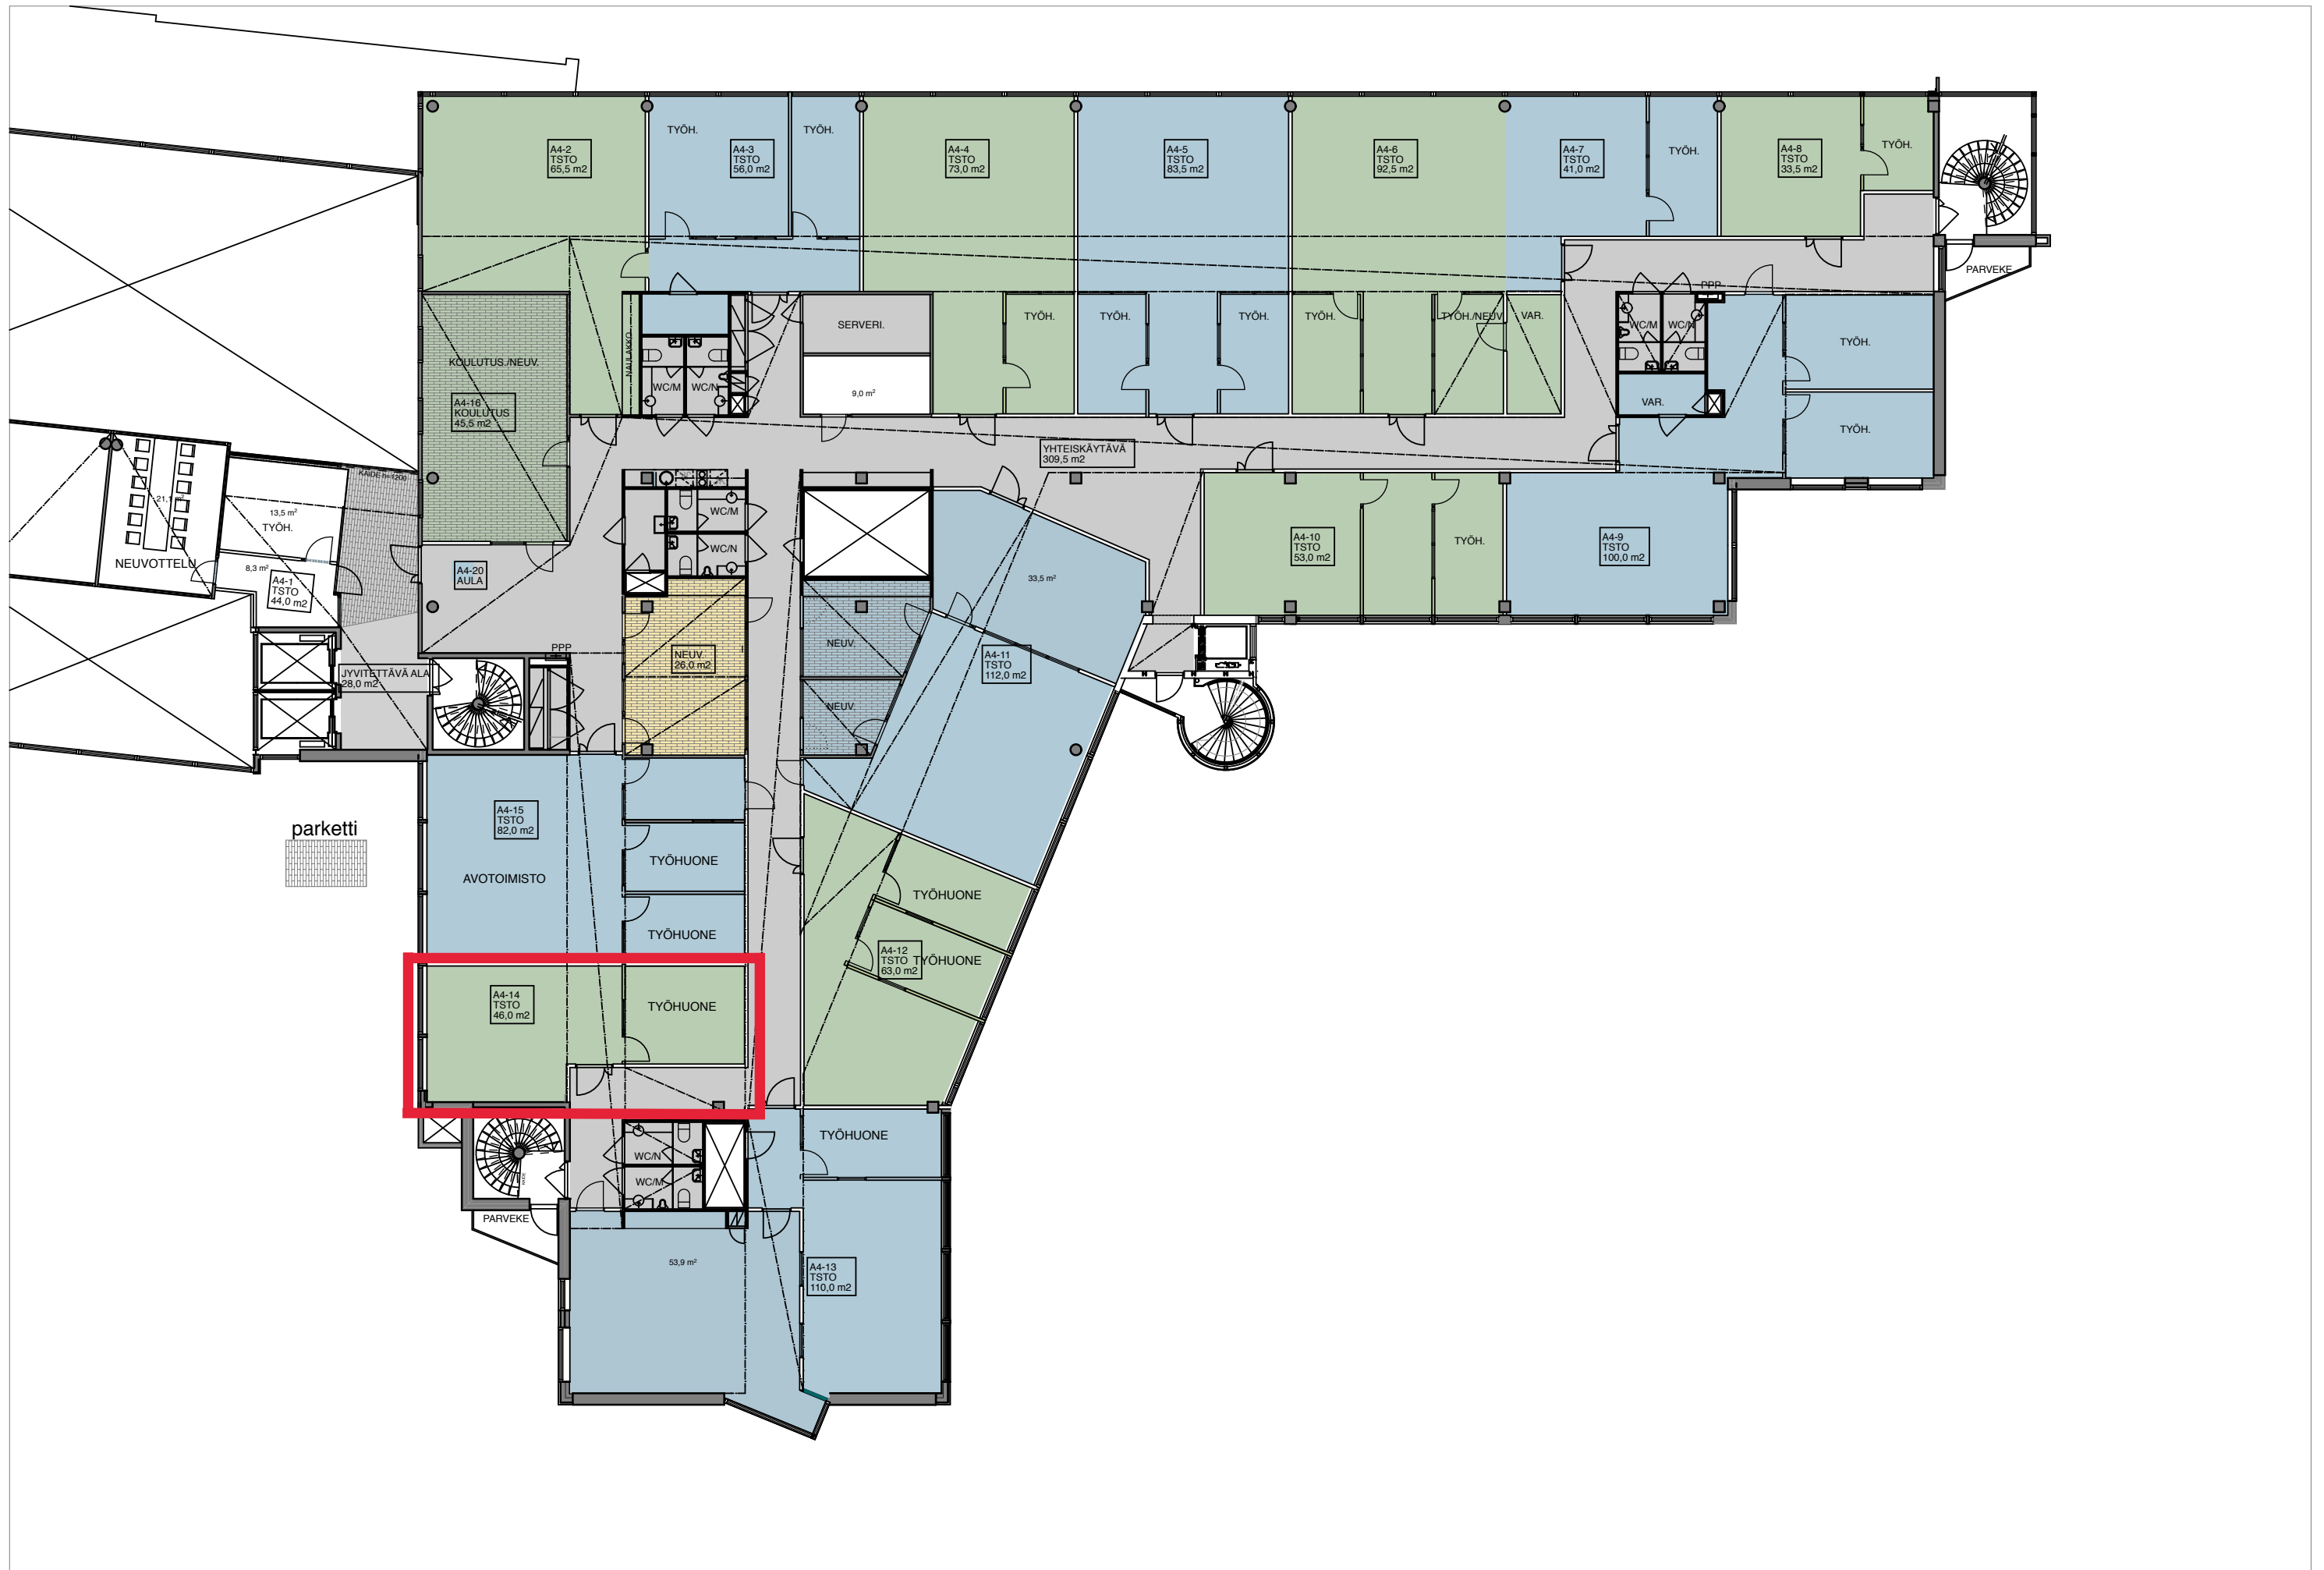 TYÖH.
TYÖH.
A4-2
TSTO
65,5 m2
A4-3
TSTO
56,0 m2
A4-4
TSTO
73,0 m2
A4-5
TSTO
83,5 m2
A4-6
TSTO
92,5 m2
A4-7
TSTO
41,0 m2
TYÖH.
A4-8
TSTO
33,5 m2
TYÖH.
PARVEKE
PPP
NAULAKKO
SERVERI.
TYÖH.
TYÖH.
TYÖH.
TYÖH.
TYÖH./NEUV
VAR.
WC/M
WC/N
TYÖH.
KOULUTUS./NEUV.
A4-16
KOULUTUS
45,5 m2
WC/M
WC/N
9,0 m²
VAR.
TYÖH.
YHTEISKÄYTÄVÄ
309,5 m2
KAIDE h=1200
21,1 m²
13,5 m²
TYÖH.
NEUVOTTELU
8,3 m²
A4-1
TSTO
44,0 m2
A4-20
AULA
WC/M
WC/N
33,5 m²
A4-10
TSTO
53,0 m2
TYÖH.
A4-9
TSTO
100,0 m2
PPP
NEUV.
26,0 m2
NEUV.
NEUV.
A4-11
TSTO
112,0 m2
JYVITETTÄVÄ ALA
28,0 m2
parketti
A4-15
TSTO
82,0 m2
AVOTOIMISTO
TYÖHUONE
TYÖHUONE
TYÖHUONE
A4-12
TSTO
63,0 m2
TYÖHUONE
A4-14
TSTO
46,0 m2
TYÖHUONE
WC/N
WC/M
TYÖHUONE
PARVEKE
53,9 m²
A4-13
TSTO
110,0 m2